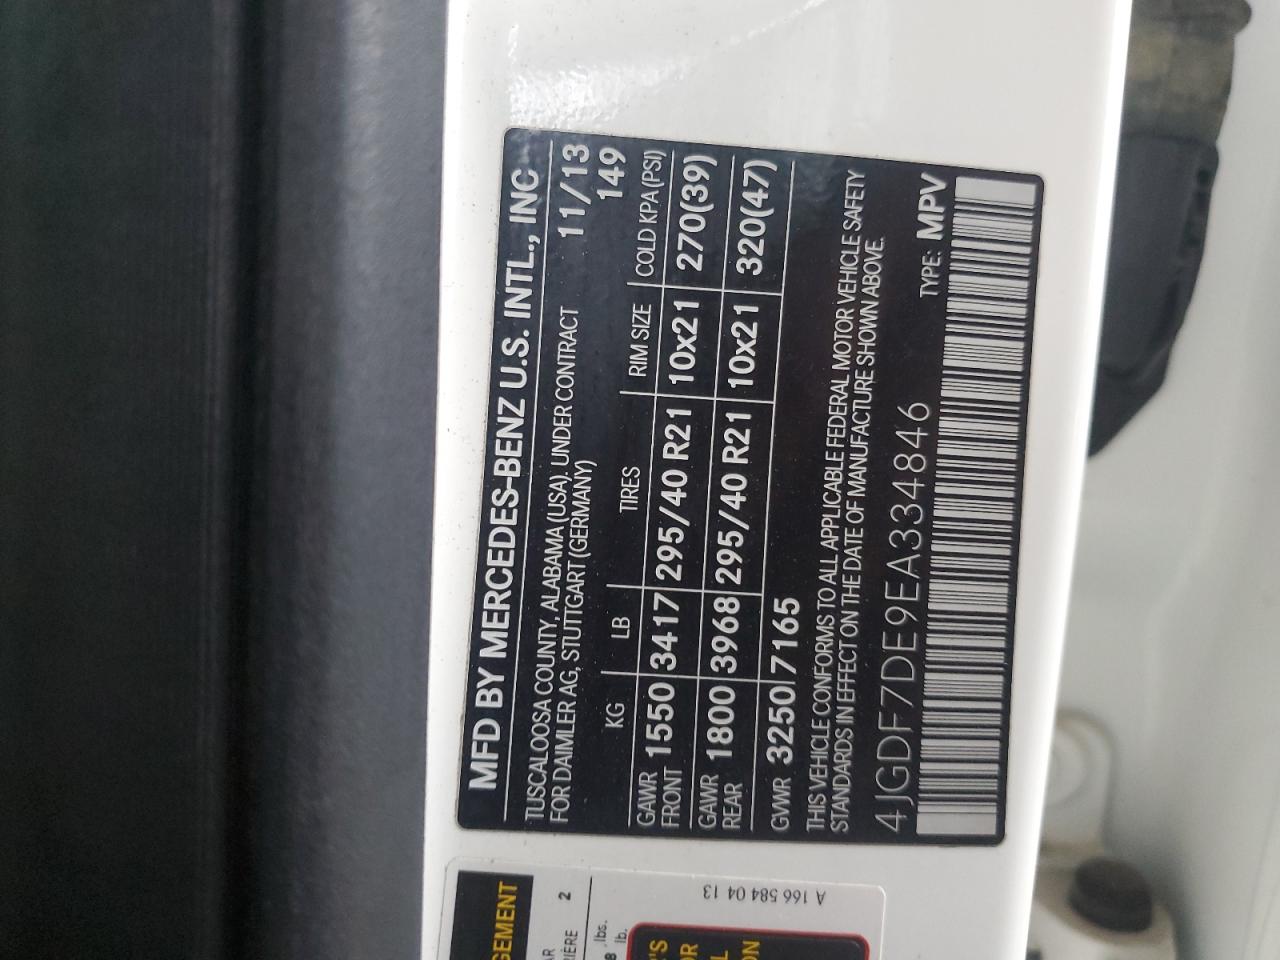 MFD BY MERCEDES-BENZ U.S. INTL., INC
TUSCALOOSA COUNTY, ALABAMA (USA). UNDER CONTRACT 11/13
FOR DAIMLER AG, STUTTGART (GERMANY) 149
KG LB TIRES RIM SIZE COLD KPA (PSI)
GAWR FRONT 1550 3417 295/40 R21 10x21 270(39)
GAWR REAR 1800 3968 295/40 R21 10x21 320(47)
GVWR 3250 7165
THIS VEHICLE CONFORMS TO ALL APPLICABLE FEDERAL MOTOR VEHICLE SAFETY
STANDARDS IN EFFECT ON THE DATE OF MANUFACTURE SHOWN ABOVE.
4JGDF7DE9EA334846 TYPE: MPV
GEMENT
2
lbs.
lb.
A 166 584 04 13